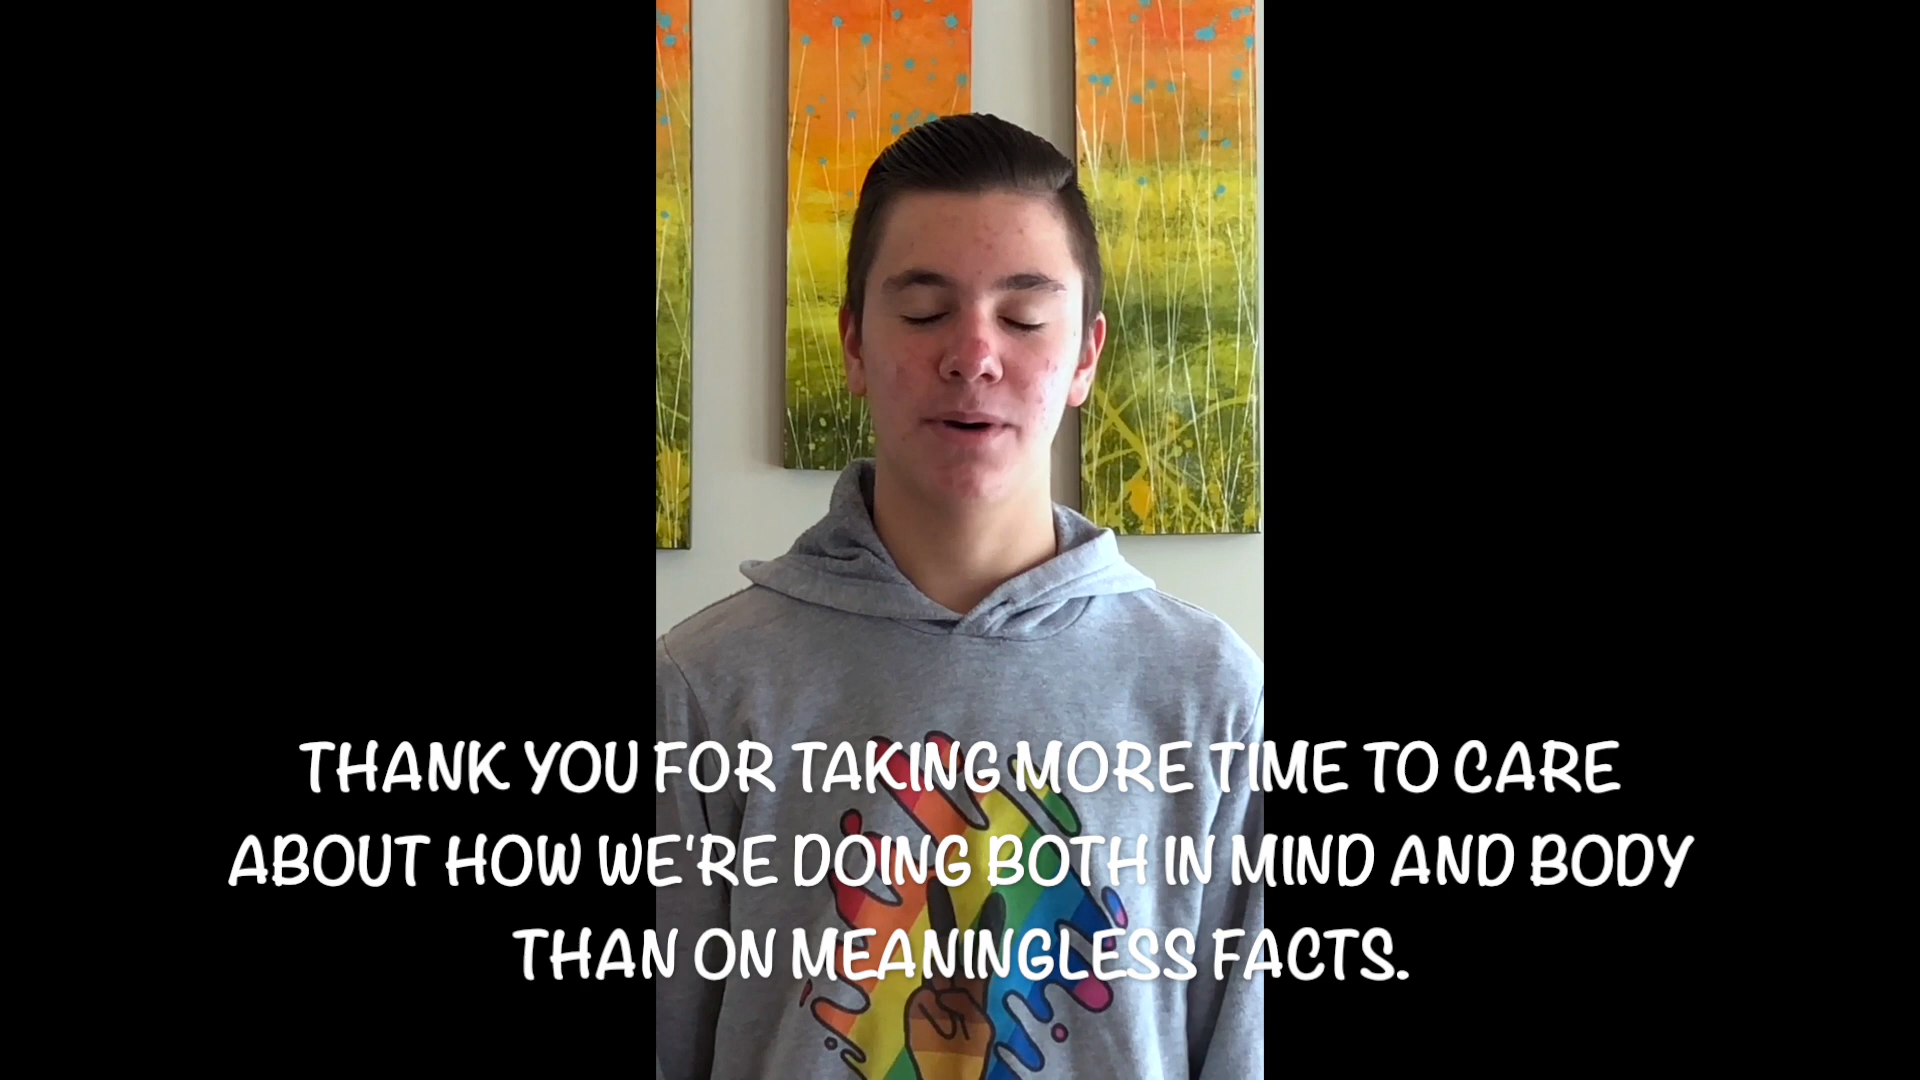 THANK YOU FOR TAKING MORE TIME TO CARE
ABOUT HOW WE'RE DOING BOTH IN MIND AND BODY
THAN ON MEANINGLESS FACTS.